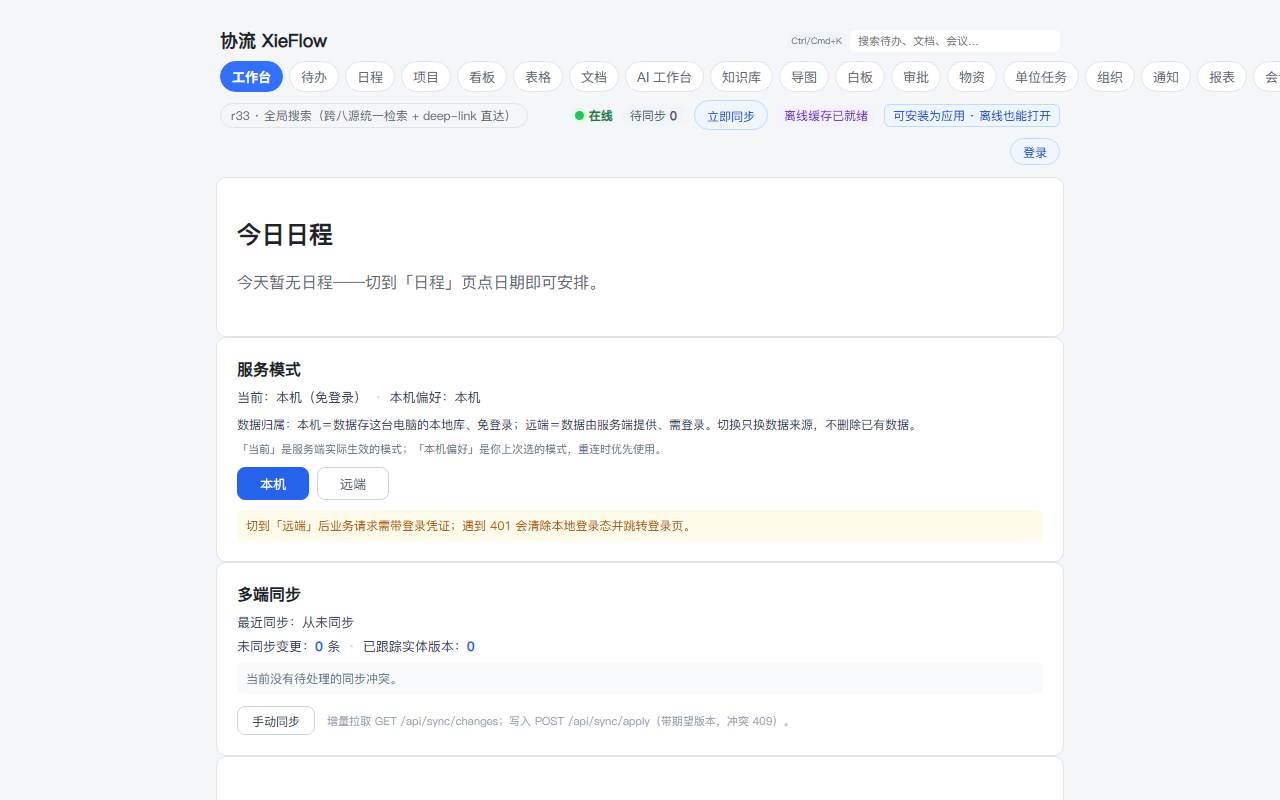 协流 XieFlow
Ctrl/Cmd+K 搜索待办、文档、会议...
工作台 待办 日程 项目 看板 表格 文档 AI 工作台 知识库 导图 白板 审批 物资 单位任务 组织 通知 报表 会
r33 · 全局搜索（跨八源统一检索 + deep-link 直达） 在线 待同步 0 立即同步 离线缓存已就绪 可安装为应用 · 离线也能打开
登录
今日日程
今天暂无日程——切到「日程」页点日期即可安排。
服务模式
当前：本机（免登录） · 本机偏好：本机
数据归属：本机＝数据存这台电脑的本地库、免登录；远端＝数据由服务端提供、需登录。切换只换数据来源，不删除已有数据。
「当前」是服务端实际生效的模式；「本机偏好」是你上次选的模式，重连时优先使用。
本机 远端
切到「远端」后业务请求需带登录凭证；遇到 401 会清除本地登录态并跳转登录页。
多端同步
最近同步：从未同步
未同步变更：0 条 · 已跟踪实体版本：0
当前没有待处理的同步冲突。
手动同步 增量拉取 GET /api/sync/changes；写入 POST /api/sync/apply（带期望版本，冲突 409）。